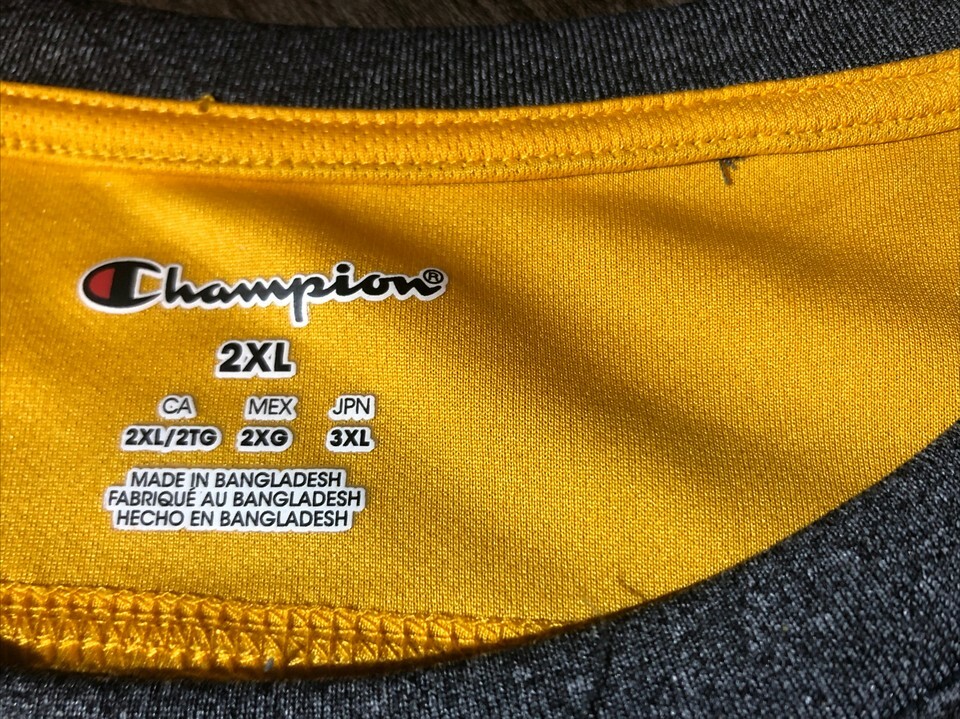 Champion®
2XL
CA MEX JPN
2XL/2TG 2XG 3XL
MADE IN BANGLADESH
FABRIQUÉ AU BANGLADESH
HECHO EN BANGLADESH